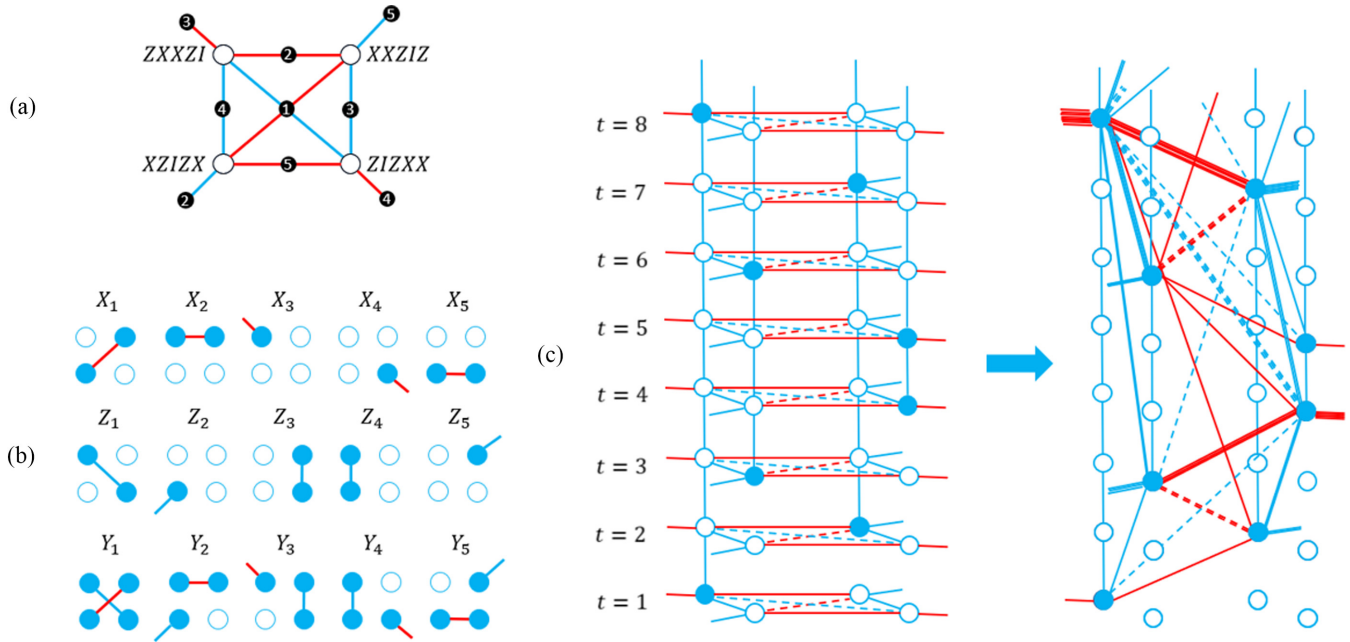 (a)
3
5
ZXXZI
2
XXZIZ
4
1
3
XZIZX
5
ZIZXX
2
4
(b)
X₁ X₂ X₃ X₄ X₅
Z₁ Z₂ Z₃ Z₄ Z₅
Y₁ Y₂ Y₃ Y₄ Y₅
(c)
t = 8
t = 7
t = 6
t = 5
t = 4
t = 3
t = 2
t = 1